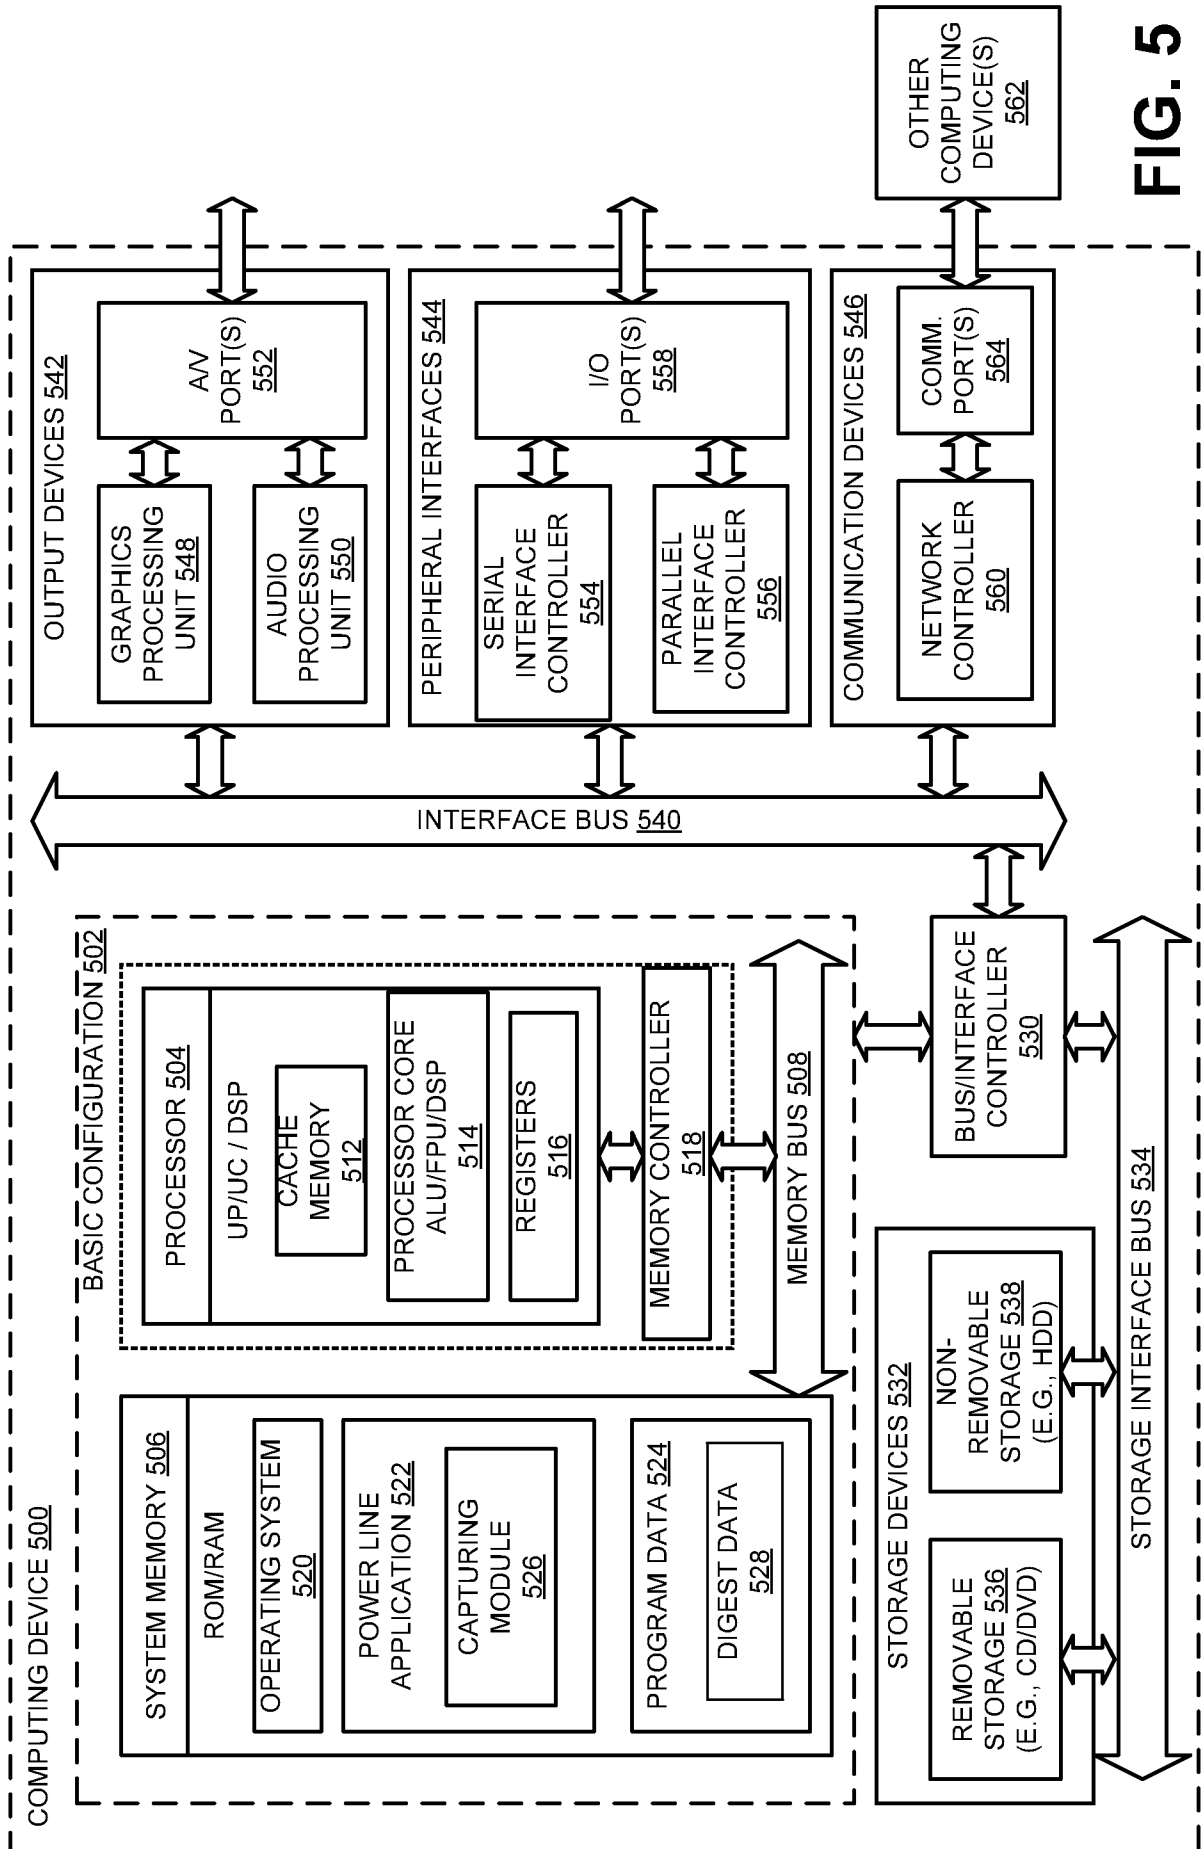 COMPUTING DEVICE 500
BASIC CONFIGURATION 502
SYSTEM MEMORY 506
ROM/RAM
OPERATING SYSTEM
520
POWER LINE
APPLICATION 522
CAPTURING
MODULE
526
PROGRAM DATA 524
DIGEST DATA
528
PROCESSOR 504
UP/UC / DSP
CACHE
MEMORY
512
PROCESSOR CORE
ALU/FPU/DSP
514
REGISTERS
516
MEMORY CONTROLLER
518
MEMORY BUS 508
STORAGE DEVICES 532
REMOVABLE
STORAGE 536
(E.G., CD/DVD)
NON-
REMOVABLE
STORAGE 538
(E.G., HDD)
BUS/INTERFACE
CONTROLLER
530
STORAGE INTERFACE BUS 534
INTERFACE BUS 540
OUTPUT DEVICES 542
GRAPHICS
PROCESSING
UNIT 548
AUDIO
PROCESSING
UNIT 550
A/V
PORT(S)
552
PERIPHERAL INTERFACES 544
SERIAL
INTERFACE
CONTROLLER
554
PARALLEL
INTERFACE
CONTROLLER
556
I/O
PORT(S)
558
COMMUNICATION DEVICES 546
NETWORK
CONTROLLER
560
COMM.
PORT(S)
564
OTHER
COMPUTING
DEVICE(S)
562
FIG. 5